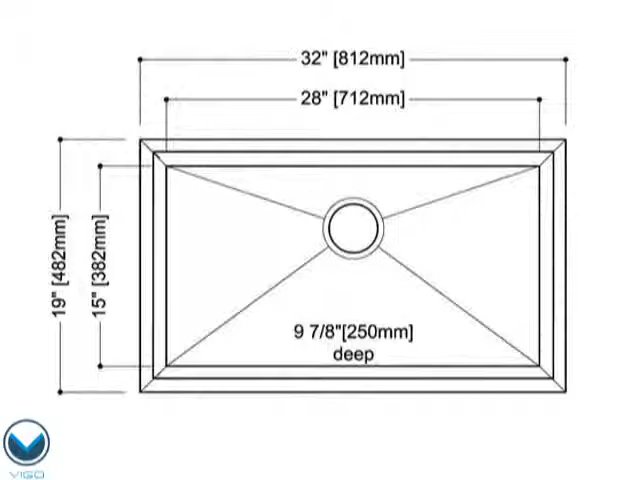 32" [812mm]
28" [712mm]
19" [482mm]
15" [382mm]
9 7/8"[250mm]
deep
VIGO